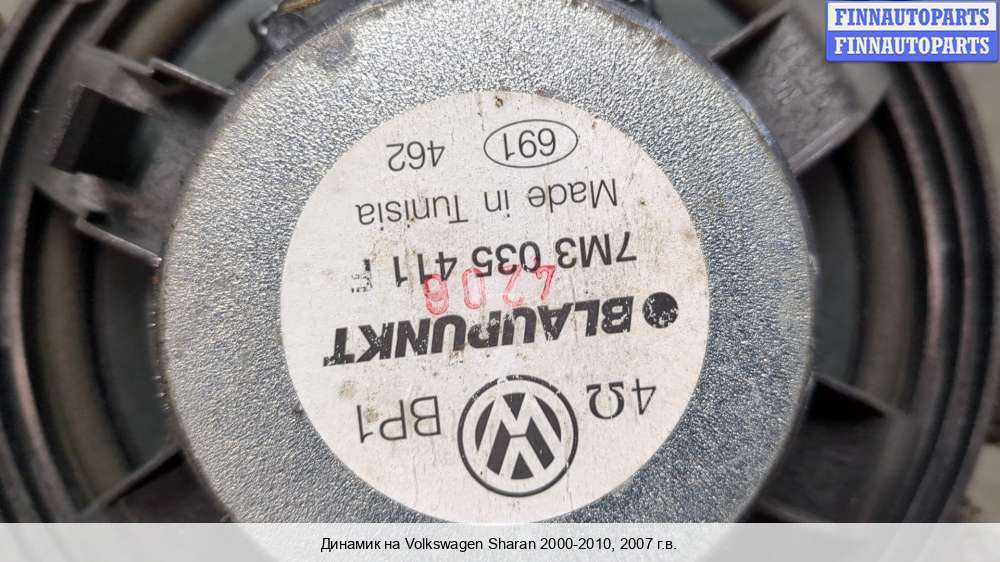 FINNAUTOPARTS
FINNAUTOPARTS
4Ω BP1
BLAUPUNKT
7M3 035 411 F
4208
Made in Tunisia
691 462
Динамик на Volkswagen Sharan 2000-2010, 2007 г.в.